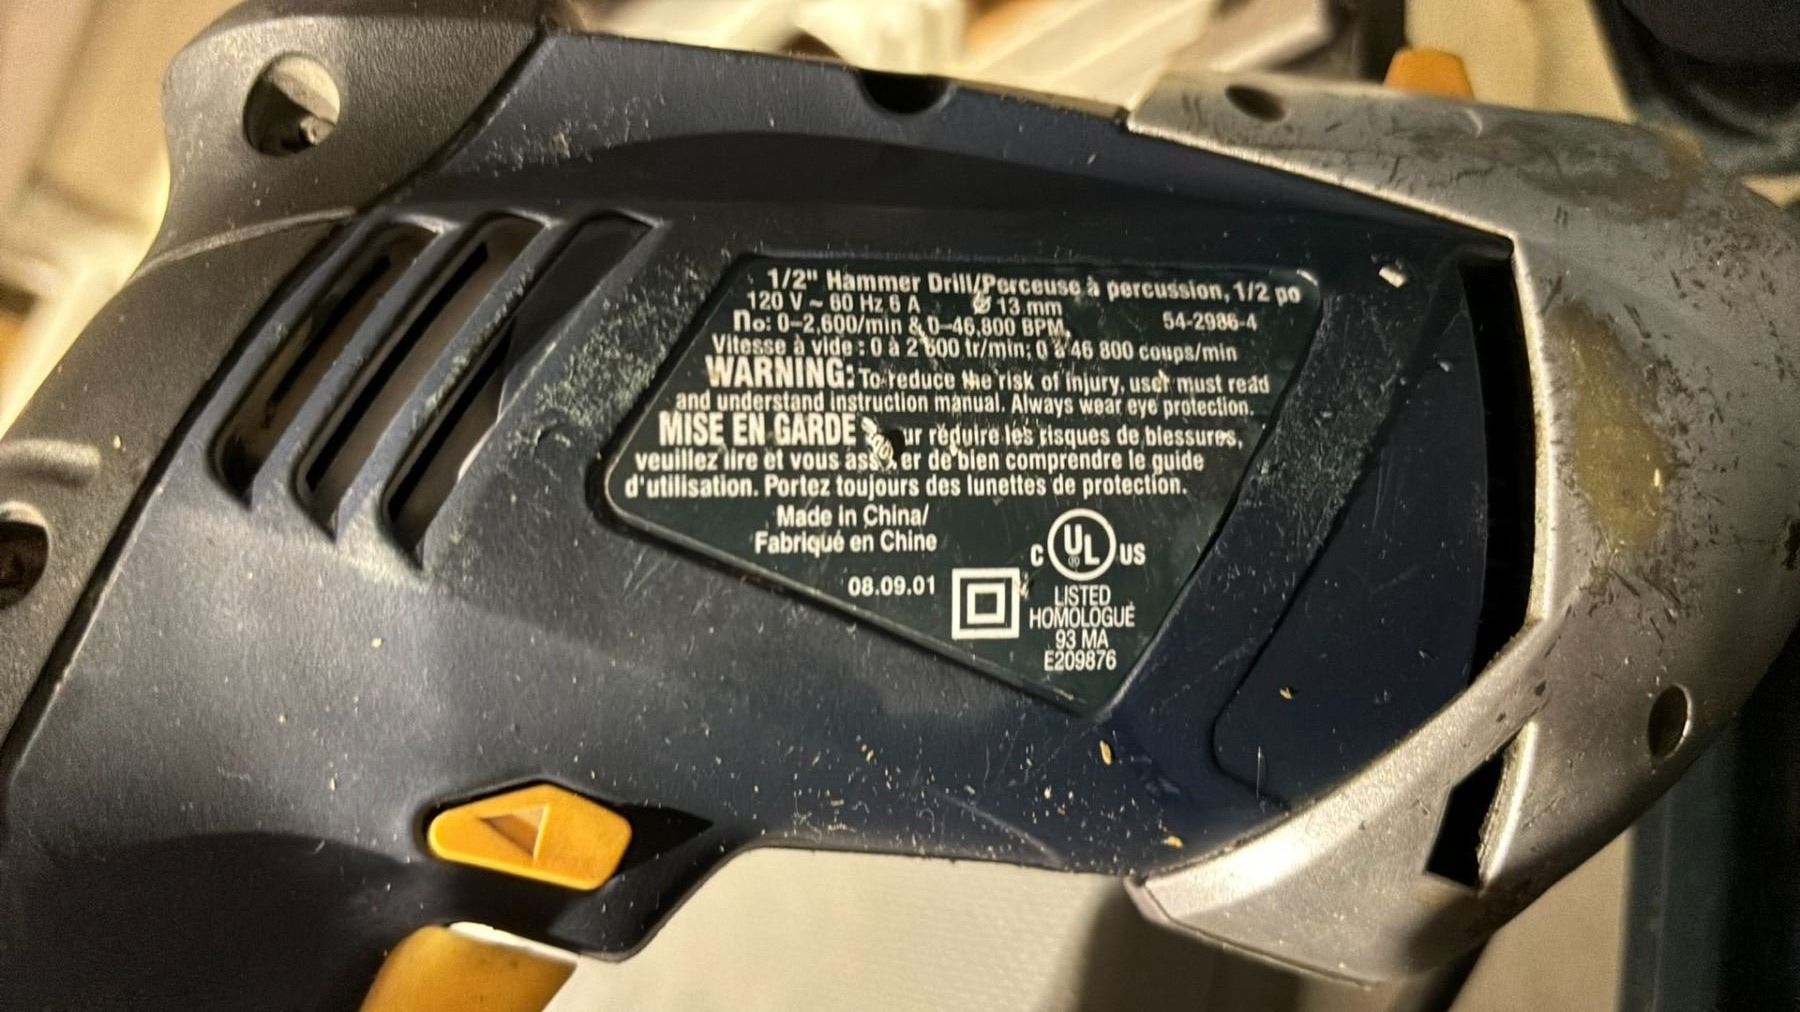 1/2" Hammer Drill/Perceuse à percussion, 1/2 po
120 V ~ 60 Hz 6 A Ø 13 mm
no: 0-2,600/min & 0-46,800 BPM, 54-2986-4
Vitesse à vide : 0 à 2 600 tr/min; 0 à 46 800 coups/min
WARNING: To reduce the risk of injury, user must read
and understand instruction manual. Always wear eye protection.
MISE EN GARDE ur réduire les risques de blessures,
veuillez lire et vous ass er de bien comprendre le guide
d'utilisation. Portez toujours des lunettes de protection.
Made in China/
Fabriqué en Chine
08.09.01
C UL ® US
LISTED
HOMOLOGUÉ
93 MA
E209876